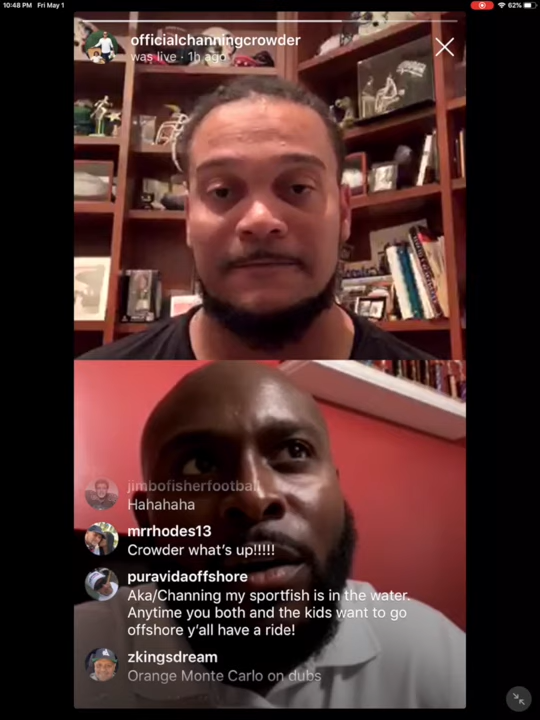 10:48 PM Fri May 1
62%
officialchanningcrowder
was live · 1h ago
jimbofisherfootball
Hahahaha
mrrhodes13
Crowder what's up!!!!!
puravidaoffshore
Aka/Channing my sportfish is in the water.
Anytime you both and the kids want to go
offshore y'all have a ride!
zkingsdream
Orange Monte Carlo on dubs